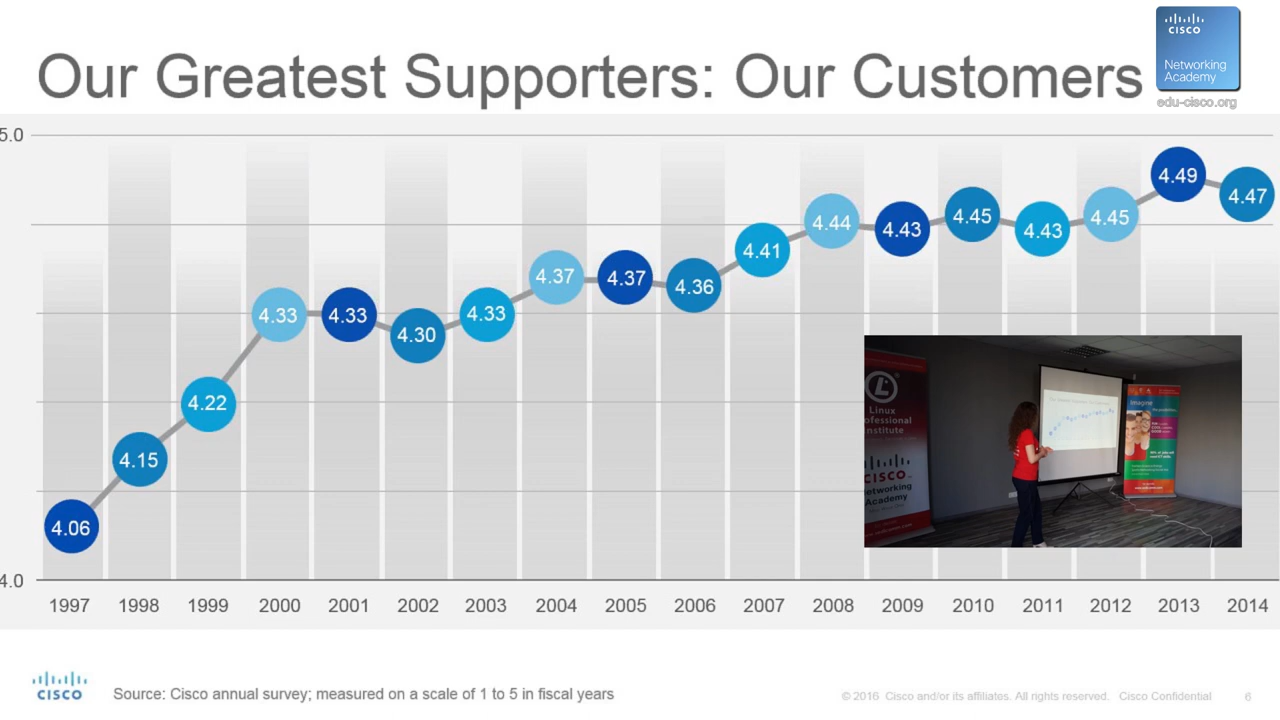 CISCO
Networking
Academy
edu-cisco.org
Our Greatest Supporters: Our Customers
5.0
4.06
4.15
4.22
4.33
4.33
4.30
4.33
4.37
4.37
4.36
4.41
4.44
4.43
4.45
4.43
4.45
4.49
4.47
Linux
Professional
Institute
CISCO
Networking
Academy
Imagine
4.0
1997 1998 1999 2000 2001 2002 2003 2004 2005 2006 2007 2008 2009 2010 2011 2012 2013 2014
CISCO
Source: Cisco annual survey; measured on a scale of 1 to 5 in fiscal years
© 2016 Cisco and/or its affiliates. All rights reserved. Cisco Confidential 6